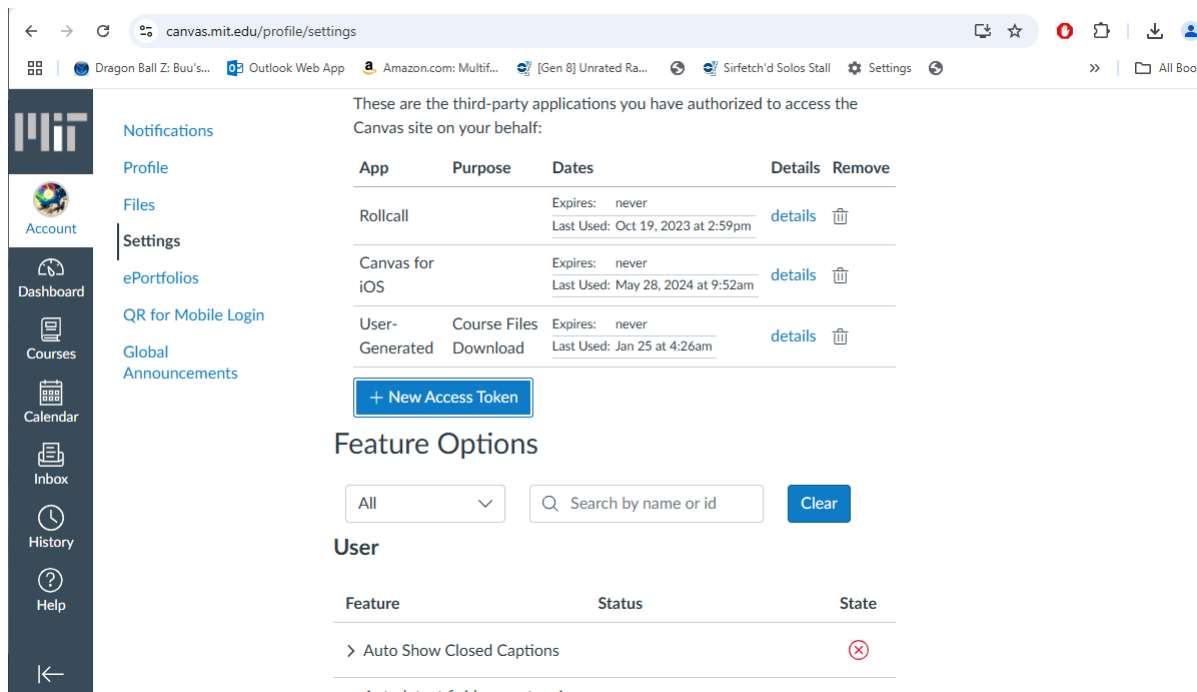 canvas.mit.edu/profile/settings
Dragon Ball Z: Buu's... Outlook Web App Amazon.com: Multif... [Gen 8] Unrated Ra... Sirfetch'd Solos Stall Settings » All Boo
MIT
Account
Dashboard
Courses
Calendar
Inbox
History
Help
Notifications
Profile
Files
Settings
ePortfolios
QR for Mobile Login
Global
Announcements
These are the third-party applications you have authorized to access the
Canvas site on your behalf:
App Purpose Dates Details Remove
Rollcall Expires: never details
Last Used: Oct 19, 2023 at 2:59pm
Canvas for Expires: never details
iOS Last Used: May 28, 2024 at 9:52am
User- Course Files Expires: never details
Generated Download Last Used: Jan 25 at 4:26am
+ New Access Token
Feature Options
All Search by name or id Clear
User
Feature Status State
Auto Show Closed Captions